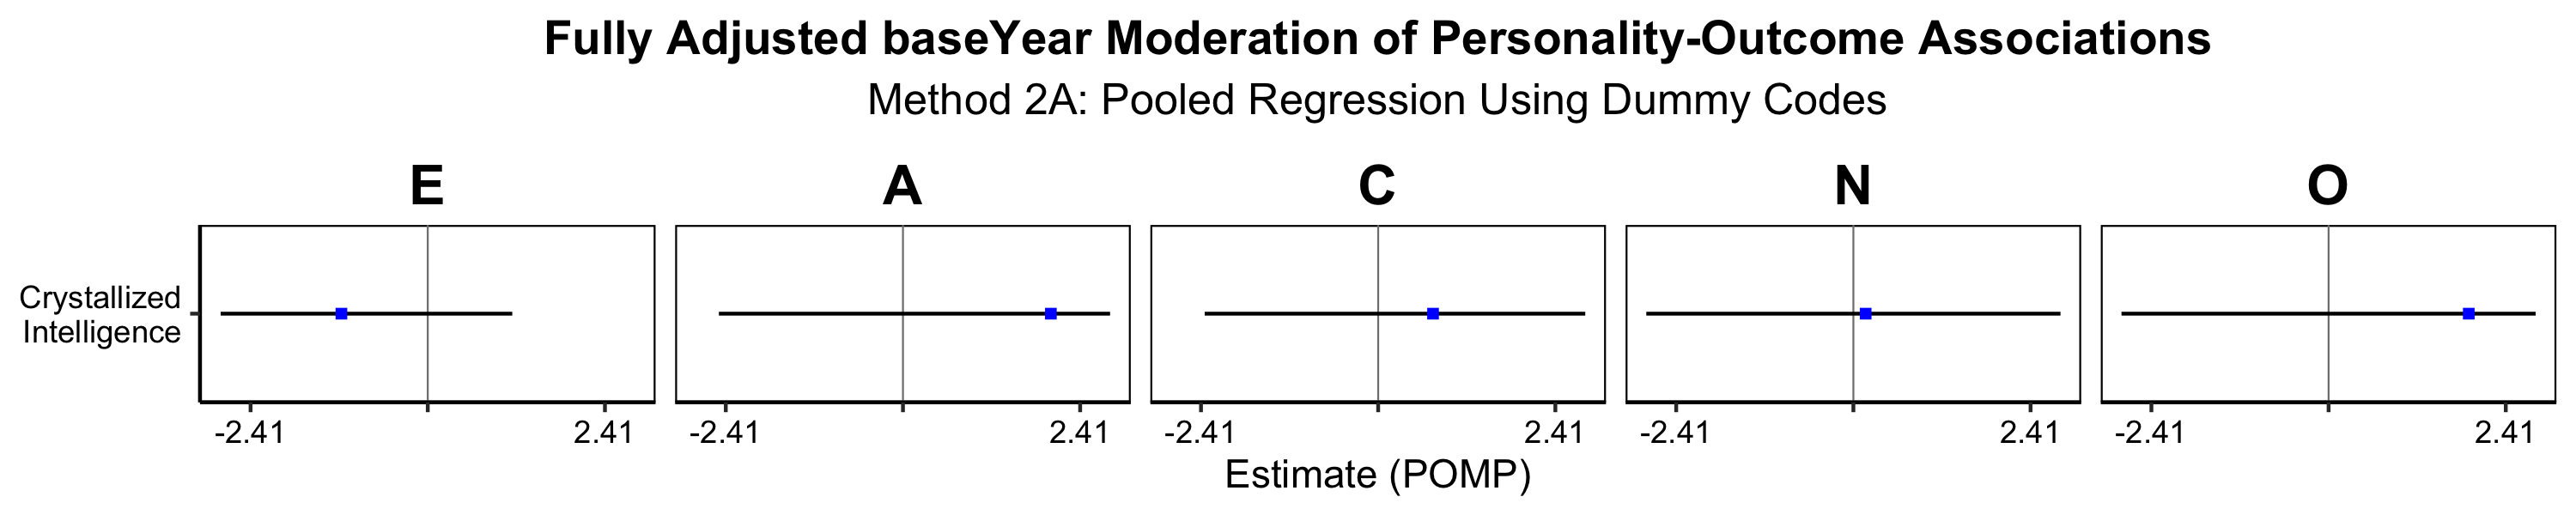 Fully Adjusted baseYear Moderation of Personality-Outcome Associations
Method 2A: Pooled Regression Using Dummy Codes
E A C N O
Crystallized
Intelligence
-2.41 2.41 -2.41 2.41 -2.41 2.41 -2.41 2.41 -2.41 2.41
Estimate (POMP)